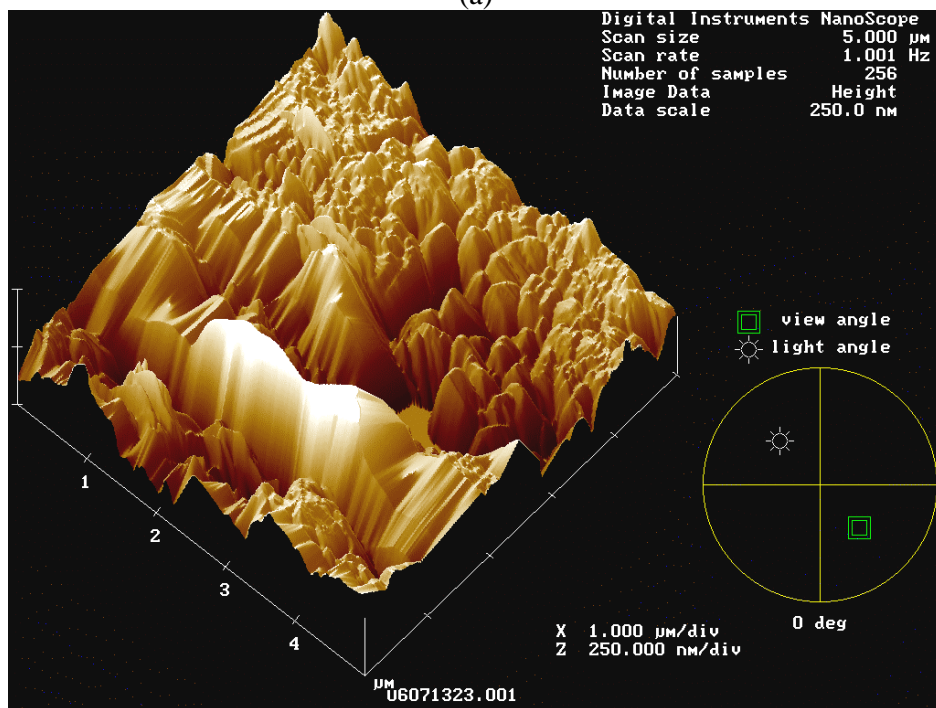 (a)
Digital Instruments NanoScope
Scan size 5.000 µm
Scan rate 1.001 Hz
Number of samples 256
Image Data Height
Data scale 250.0 nm
view angle
light angle
1
2
3
4
µm
0 deg
X 1.000 µm/div
Z 250.000 nm/div
U6071323.001